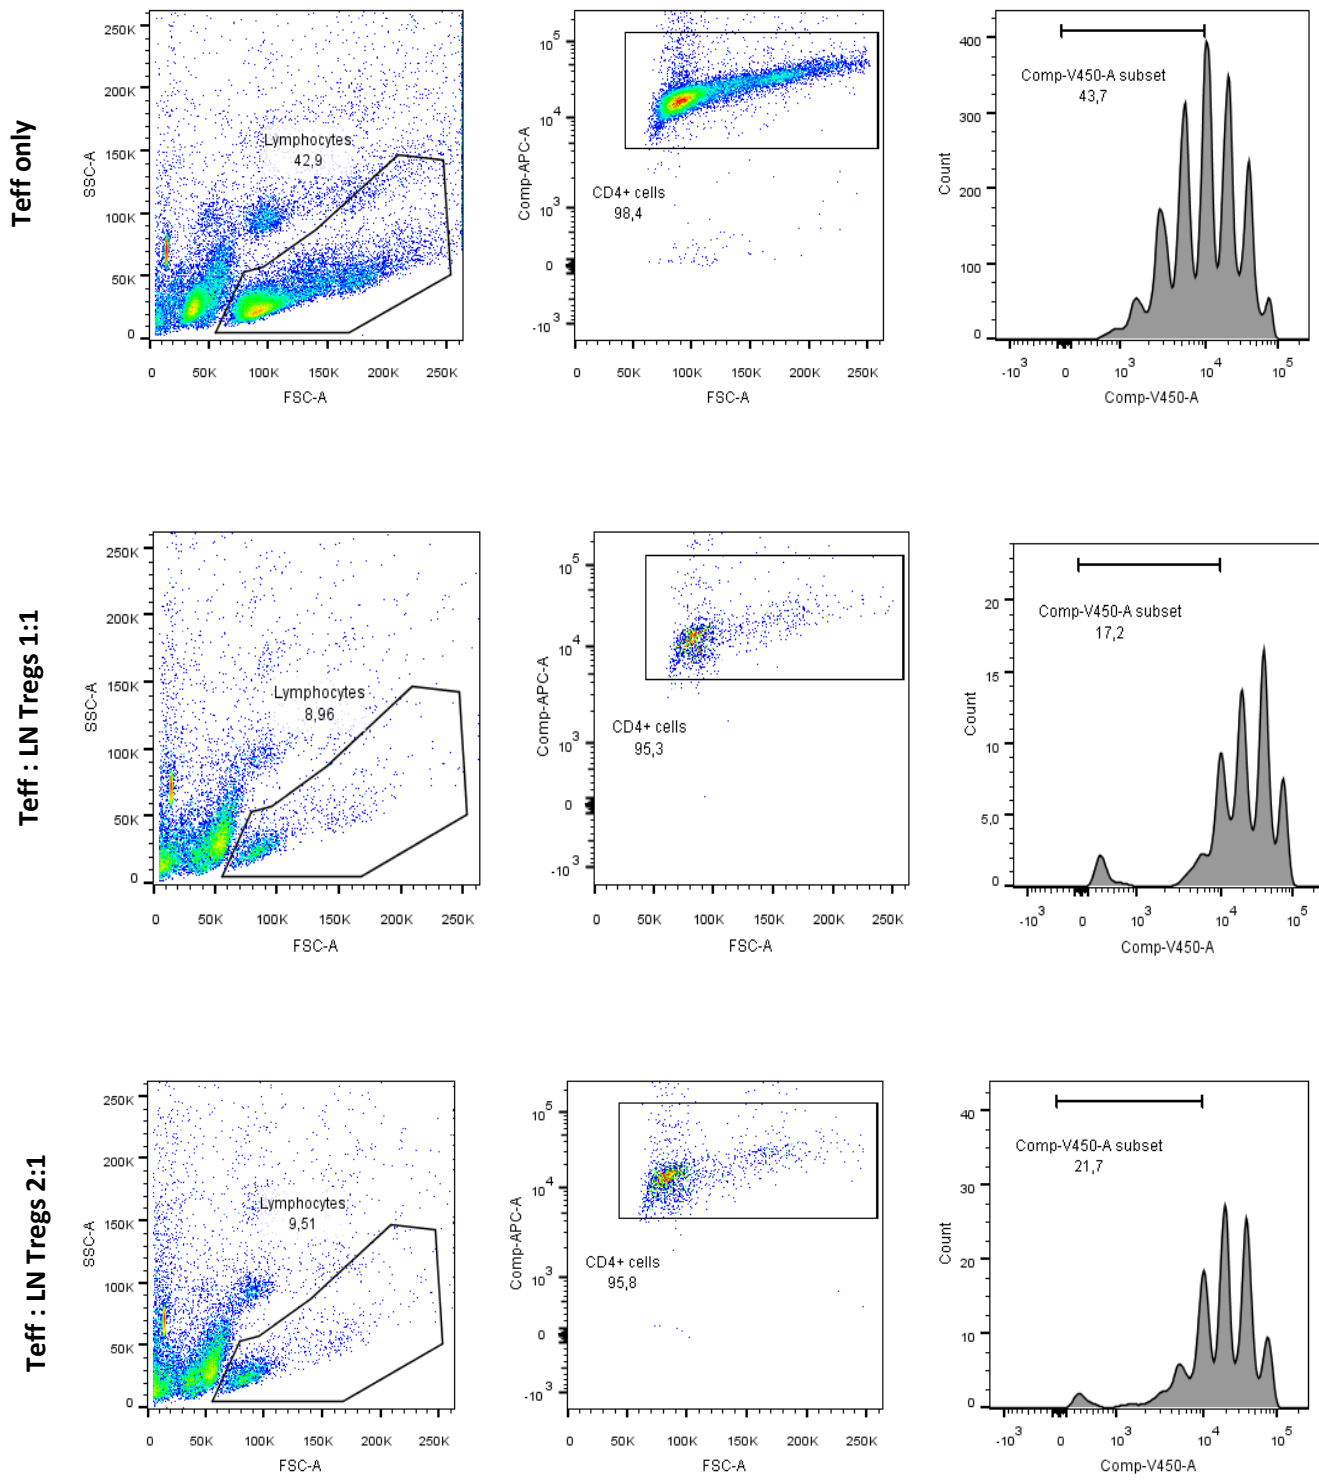 Teff only
250K
200K
150K
100K
50K
0
SSC-A
Lymphocytes
42,9
0 50K 100K 150K 200K 250K
FSC-A
10^5
10^4
10^3
0
-10^3
Comp-APC-A
CD4+ cells
98,4
0 50K 100K 150K 200K 250K
FSC-A
400
300
200
100
0
Count
Comp-V450-A subset
43,7
-10^3 0 10^3 10^4 10^5
Comp-V450-A
Teff : LN Tregs 1:1
250K
200K
150K
100K
50K
0
SSC-A
Lymphocytes
8,96
0 50K 100K 150K 200K 250K
FSC-A
10^5
10^4
10^3
0
-10^3
Comp-APC-A
CD4+ cells
95,3
0 50K 100K 150K 200K 250K
FSC-A
20
15
10
5,0
0
Count
Comp-V450-A subset
17,2
-10^3 0 10^3 10^4 10^5
Comp-V450-A
Teff : LN Tregs 2:1
250K
200K
150K
100K
50K
0
SSC-A
Lymphocytes
9,51
0 50K 100K 150K 200K 250K
FSC-A
10^5
10^4
10^3
0
-10^3
Comp-APC-A
CD4+ cells
95,8
0 50K 100K 150K 200K 250K
FSC-A
40
30
20
10
0
Count
Comp-V450-A subset
21,7
-10^3 0 10^3 10^4 10^5
Comp-V450-A